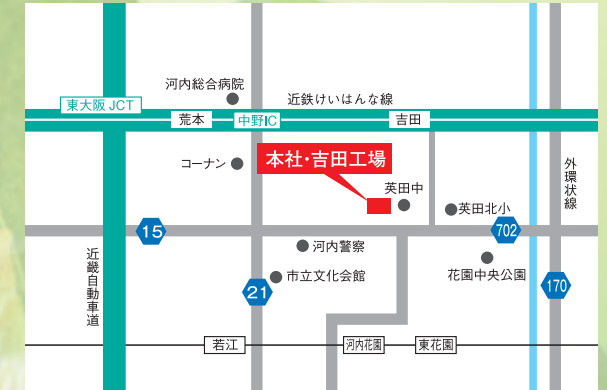 河内総合病院
東大阪 JCT
近鉄けいはんな線
荒本
中野IC
吉田
コーナン
本社・吉田工場
英田中
外環状線
英田北小
15
702
近畿自動車道
河内警察
市立文化会館
花園中央公園
21
170
若江
河内花園
東花園